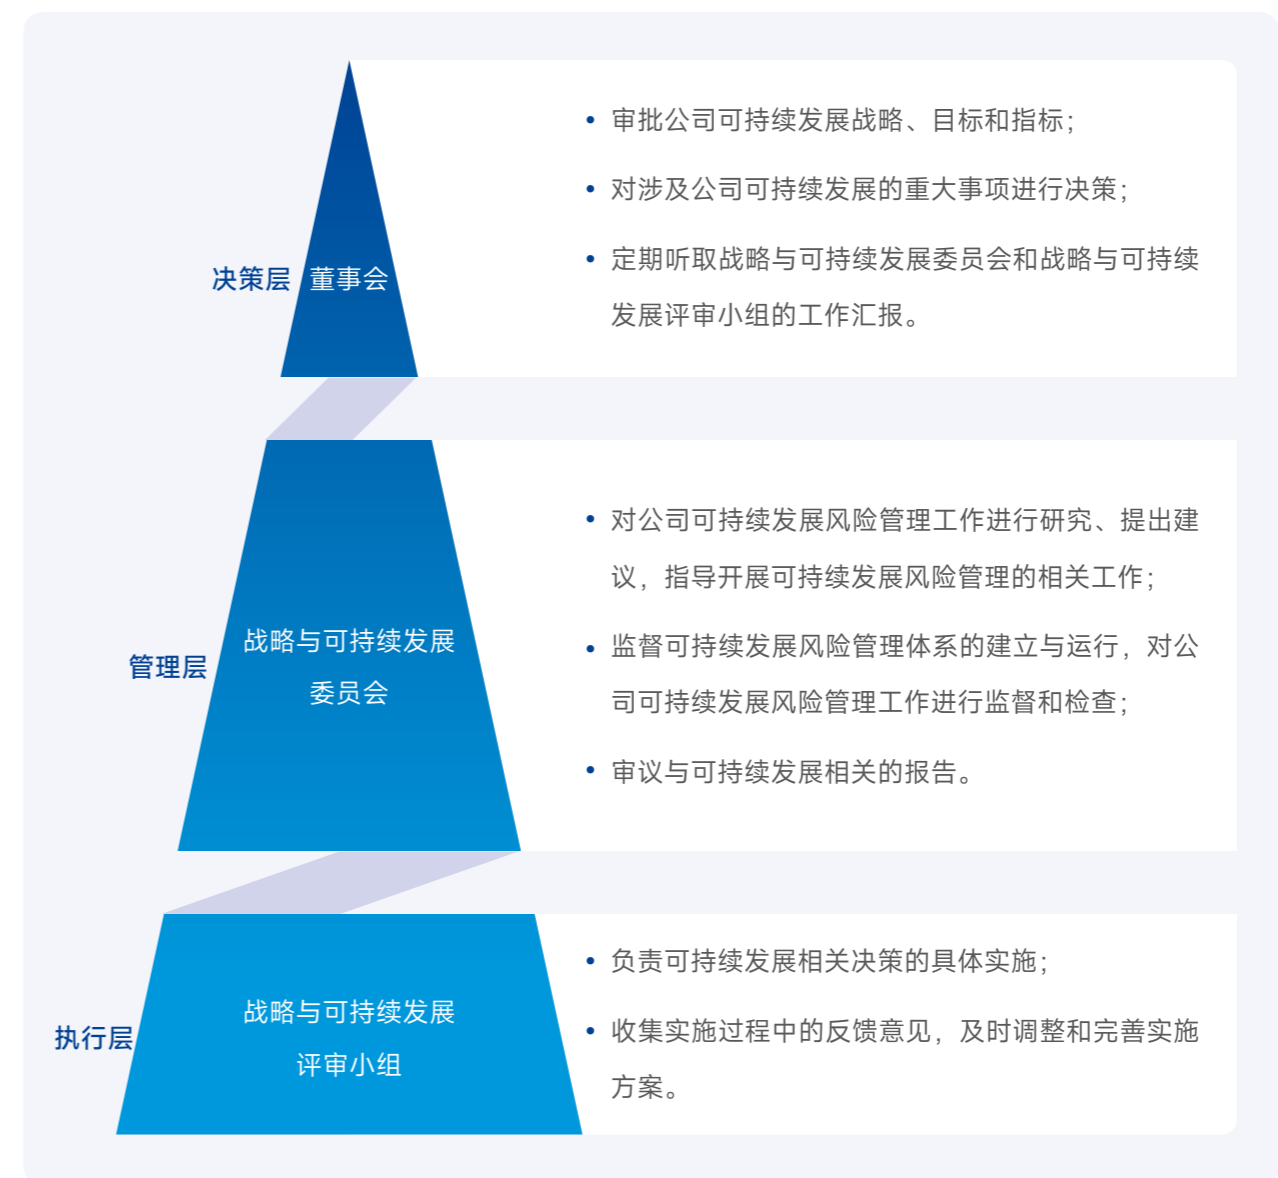 决策层
董事会
• 审批公司可持续发展战略、目标和指标；
• 对涉及公司可持续发展的重大事项进行决策；
• 定期听取战略与可持续发展委员会和战略与可持续
发展评审小组的工作汇报。
管理层
战略与可持续发展
委员会
• 对公司可持续发展风险管理工作进行研究、提出建
议，指导开展可持续发展风险管理的相关工作；
• 监督可持续发展风险管理体系的建立与运行，对公
司可持续发展风险管理工作进行监督和检查；
• 审议与可持续发展相关的报告。
执行层
战略与可持续发展
评审小组
• 负责可持续发展相关决策的具体实施；
• 收集实施过程中的反馈意见，及时调整和完善实施
方案。